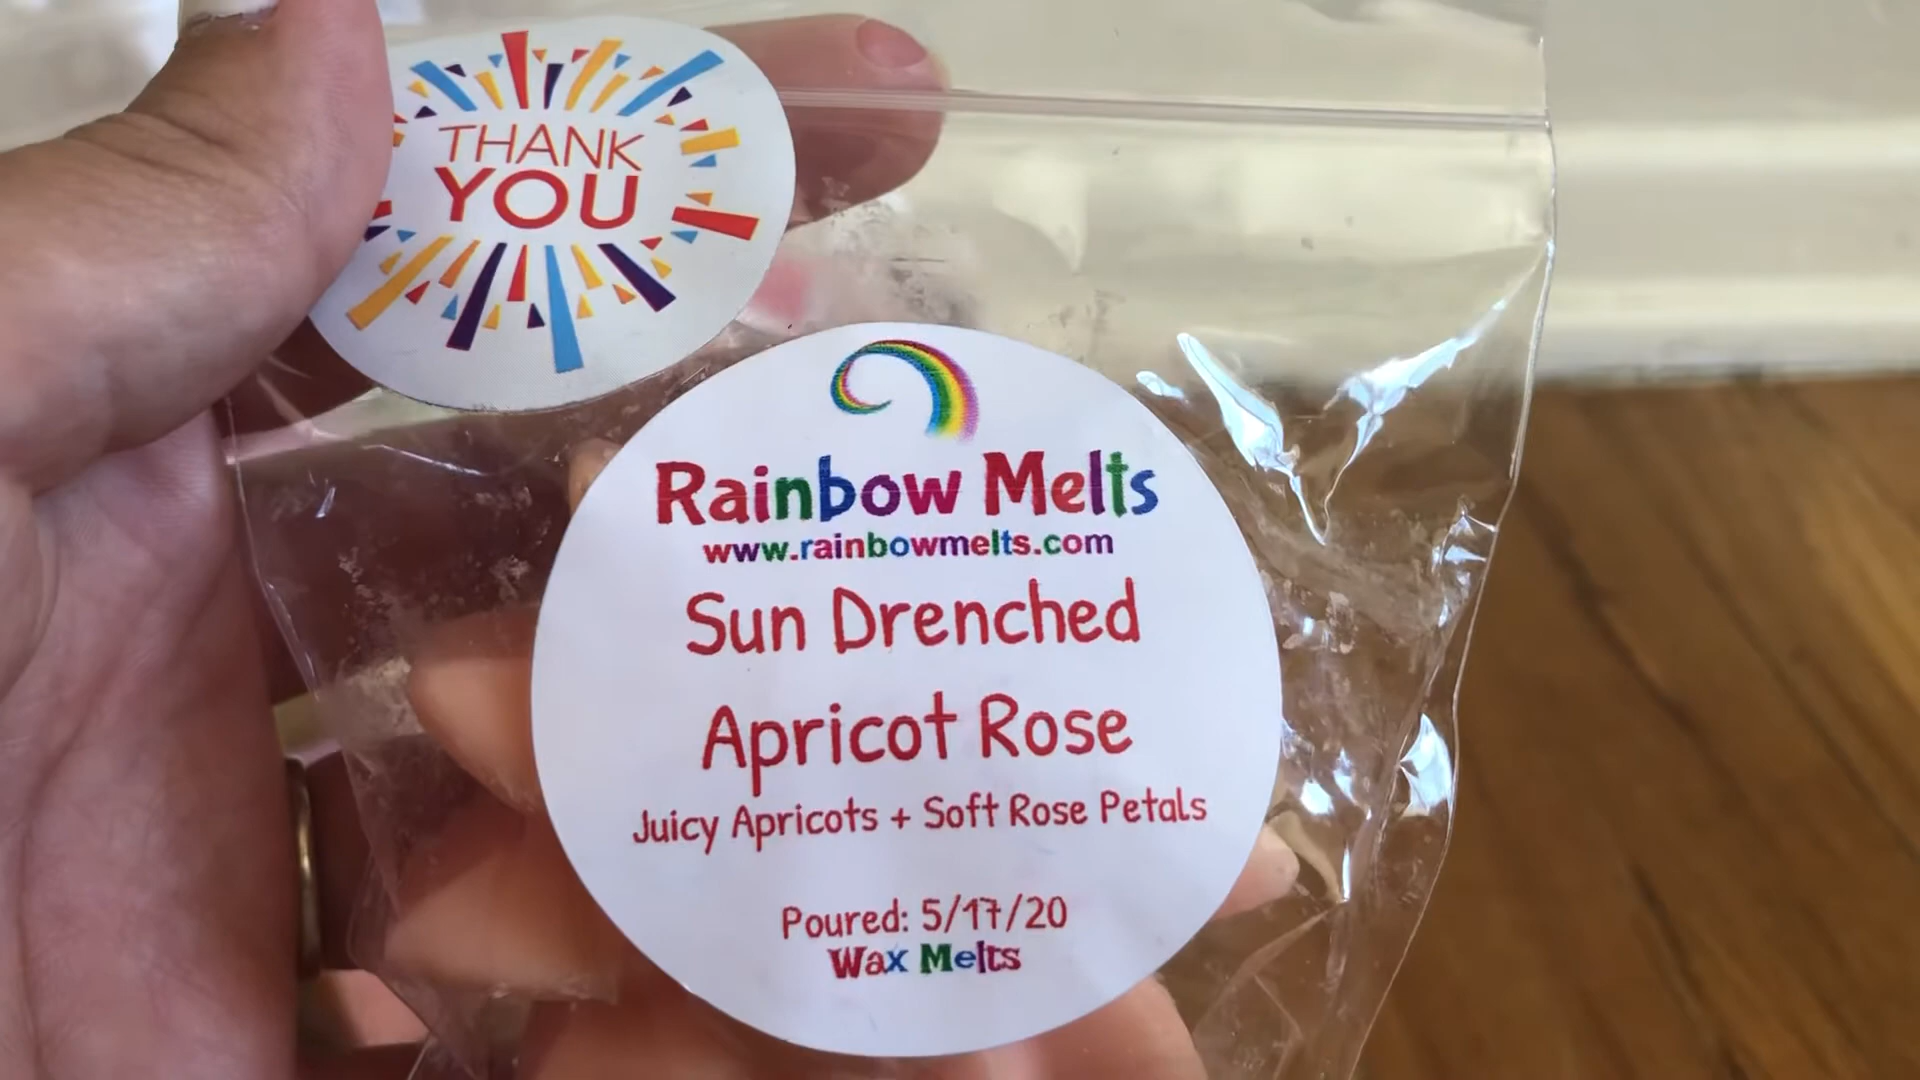 THANK
YOU
Rainbow Melts
www.rainbowmelts.com
Sun Drenched
Apricot Rose
Juicy Apricots + Soft Rose Petals
Poured: 5/17/20
Wax Melts